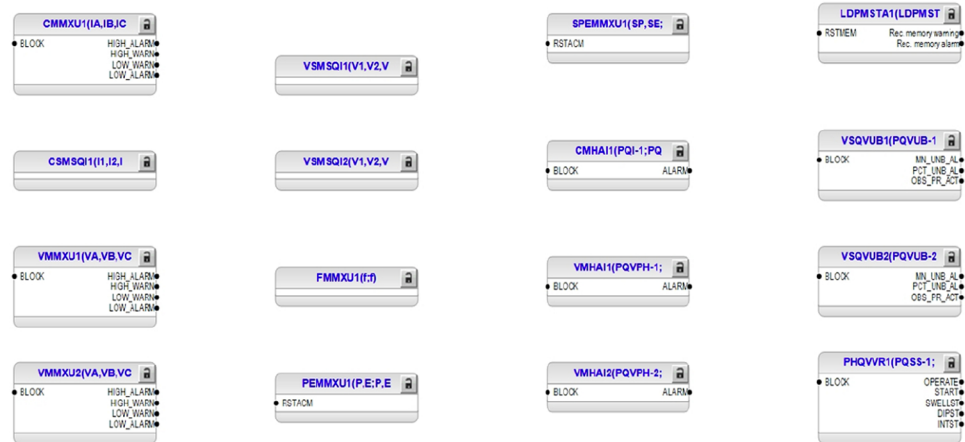 CMMXU1(IA,IB,IC
BLOCK
HIGH_ALARM
HIGH_WARN
LOW_WARN
LOW_ALARM
VSMSQI1(V1,V2,V
SPEMMXU1(SP,SE;
RSTACM
LDPMSTA1(LDPMST
RSTMEM
Rec. memory warning
Rec. memory alarm
CSMSQI1(I1,I2,I
VSMSQI2(V1,V2,V
CMHAI1(PQI-1;PQ
BLOCK
ALARM
VSQVUB1(PQVUB-1
BLOCK
MN_UNB_AL
PCT_UNB_AL
OBS_PR_ACT
VMMXU1(VA,VB,VC
BLOCK
HIGH_ALARM
HIGH_WARN
LOW_WARN
LOW_ALARM
FMMXU1(f;f)
VMHAI1(PQVPH-1;
BLOCK
ALARM
VSQVUB2(PQVUB-2
BLOCK
MN_UNB_AL
PCT_UNB_AL
OBS_PR_ACT
VMMXU2(VA,VB,VC
BLOCK
HIGH_ALARM
HIGH_WARN
LOW_WARN
LOW_ALARM
PEMMXU1(P,E;P,E
RSTACM
VMHAI2(PQVPH-2;
BLOCK
ALARM
PHQVVR1(PQSS-1;
BLOCK
OPERATE
START
SWELLST
DIPST
INTST